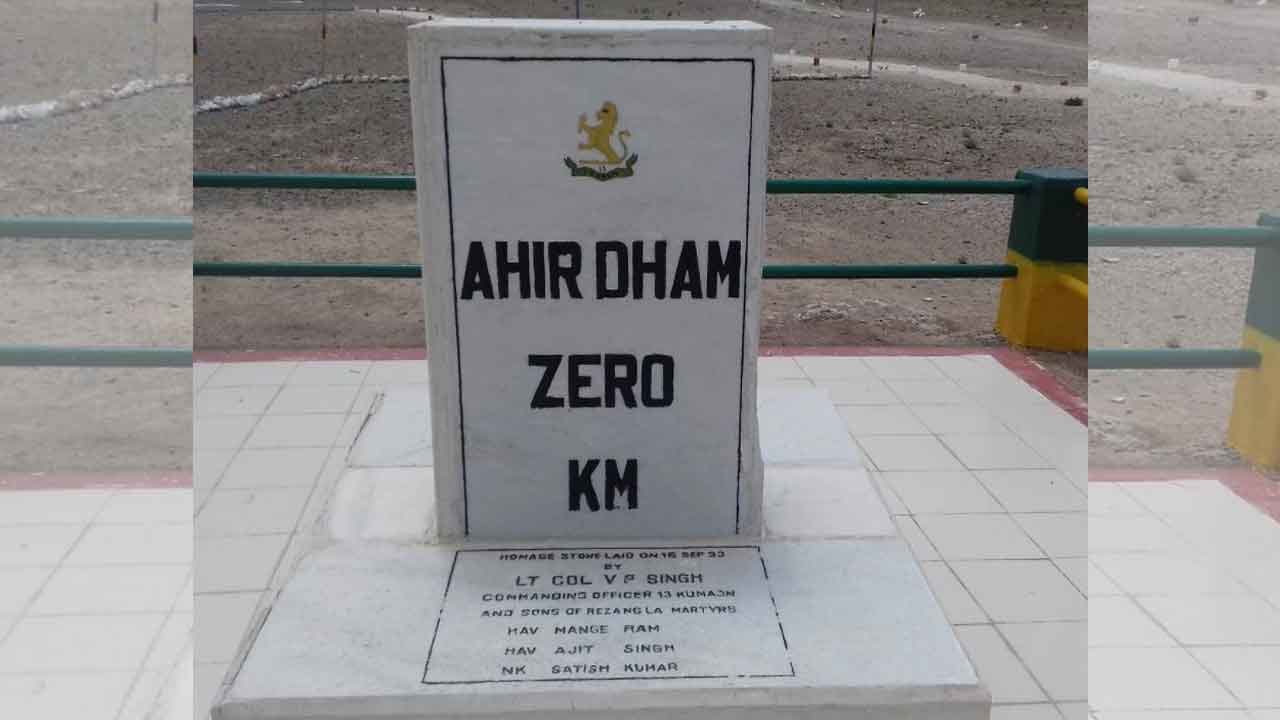 AHIR DHAM
ZERO
KM
HOMAGE STONE LAID ON 16 SEP 93
BY
LT COL V P SINGH
COMMANDING OFFICER 13 KUMAON
AND SONS OF REZANG LA MARTYRS
HAV MANGE RAM
HAV AJIT SINGH
NK SATISH KUMAR